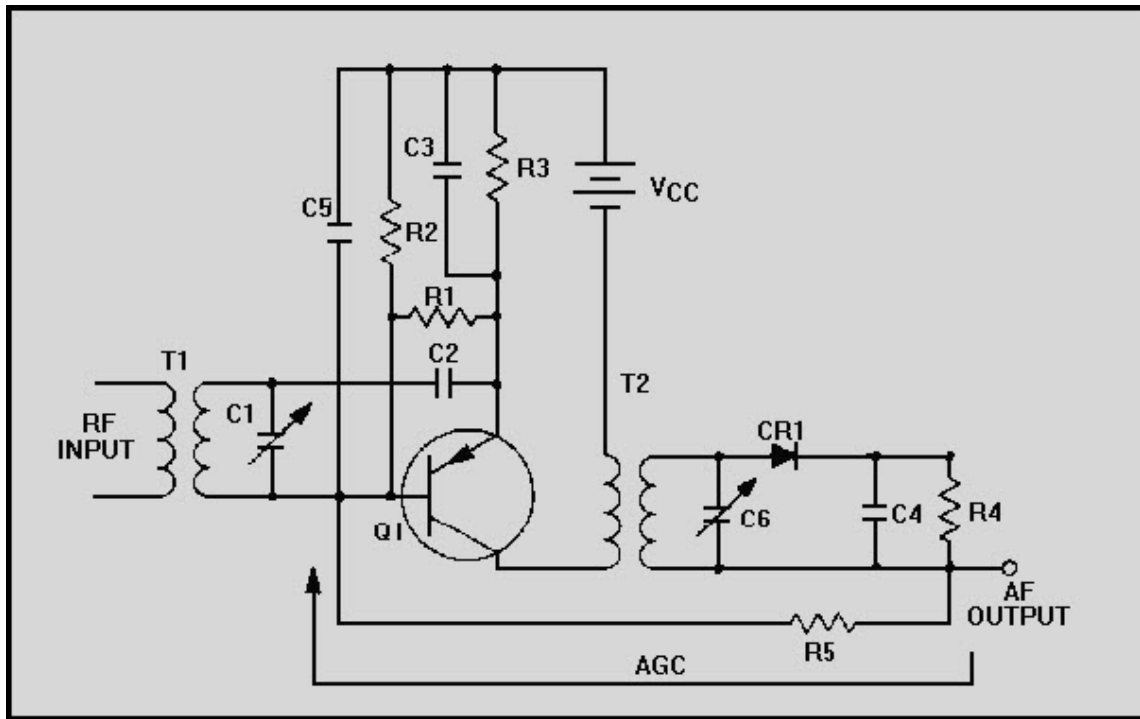 C3
R3
VCC
C5
R2
R1
C2
T1
T2
C1
RF
INPUT
CR1
C6
C4
R4
Q1
AF
OUTPUT
R5
AGC